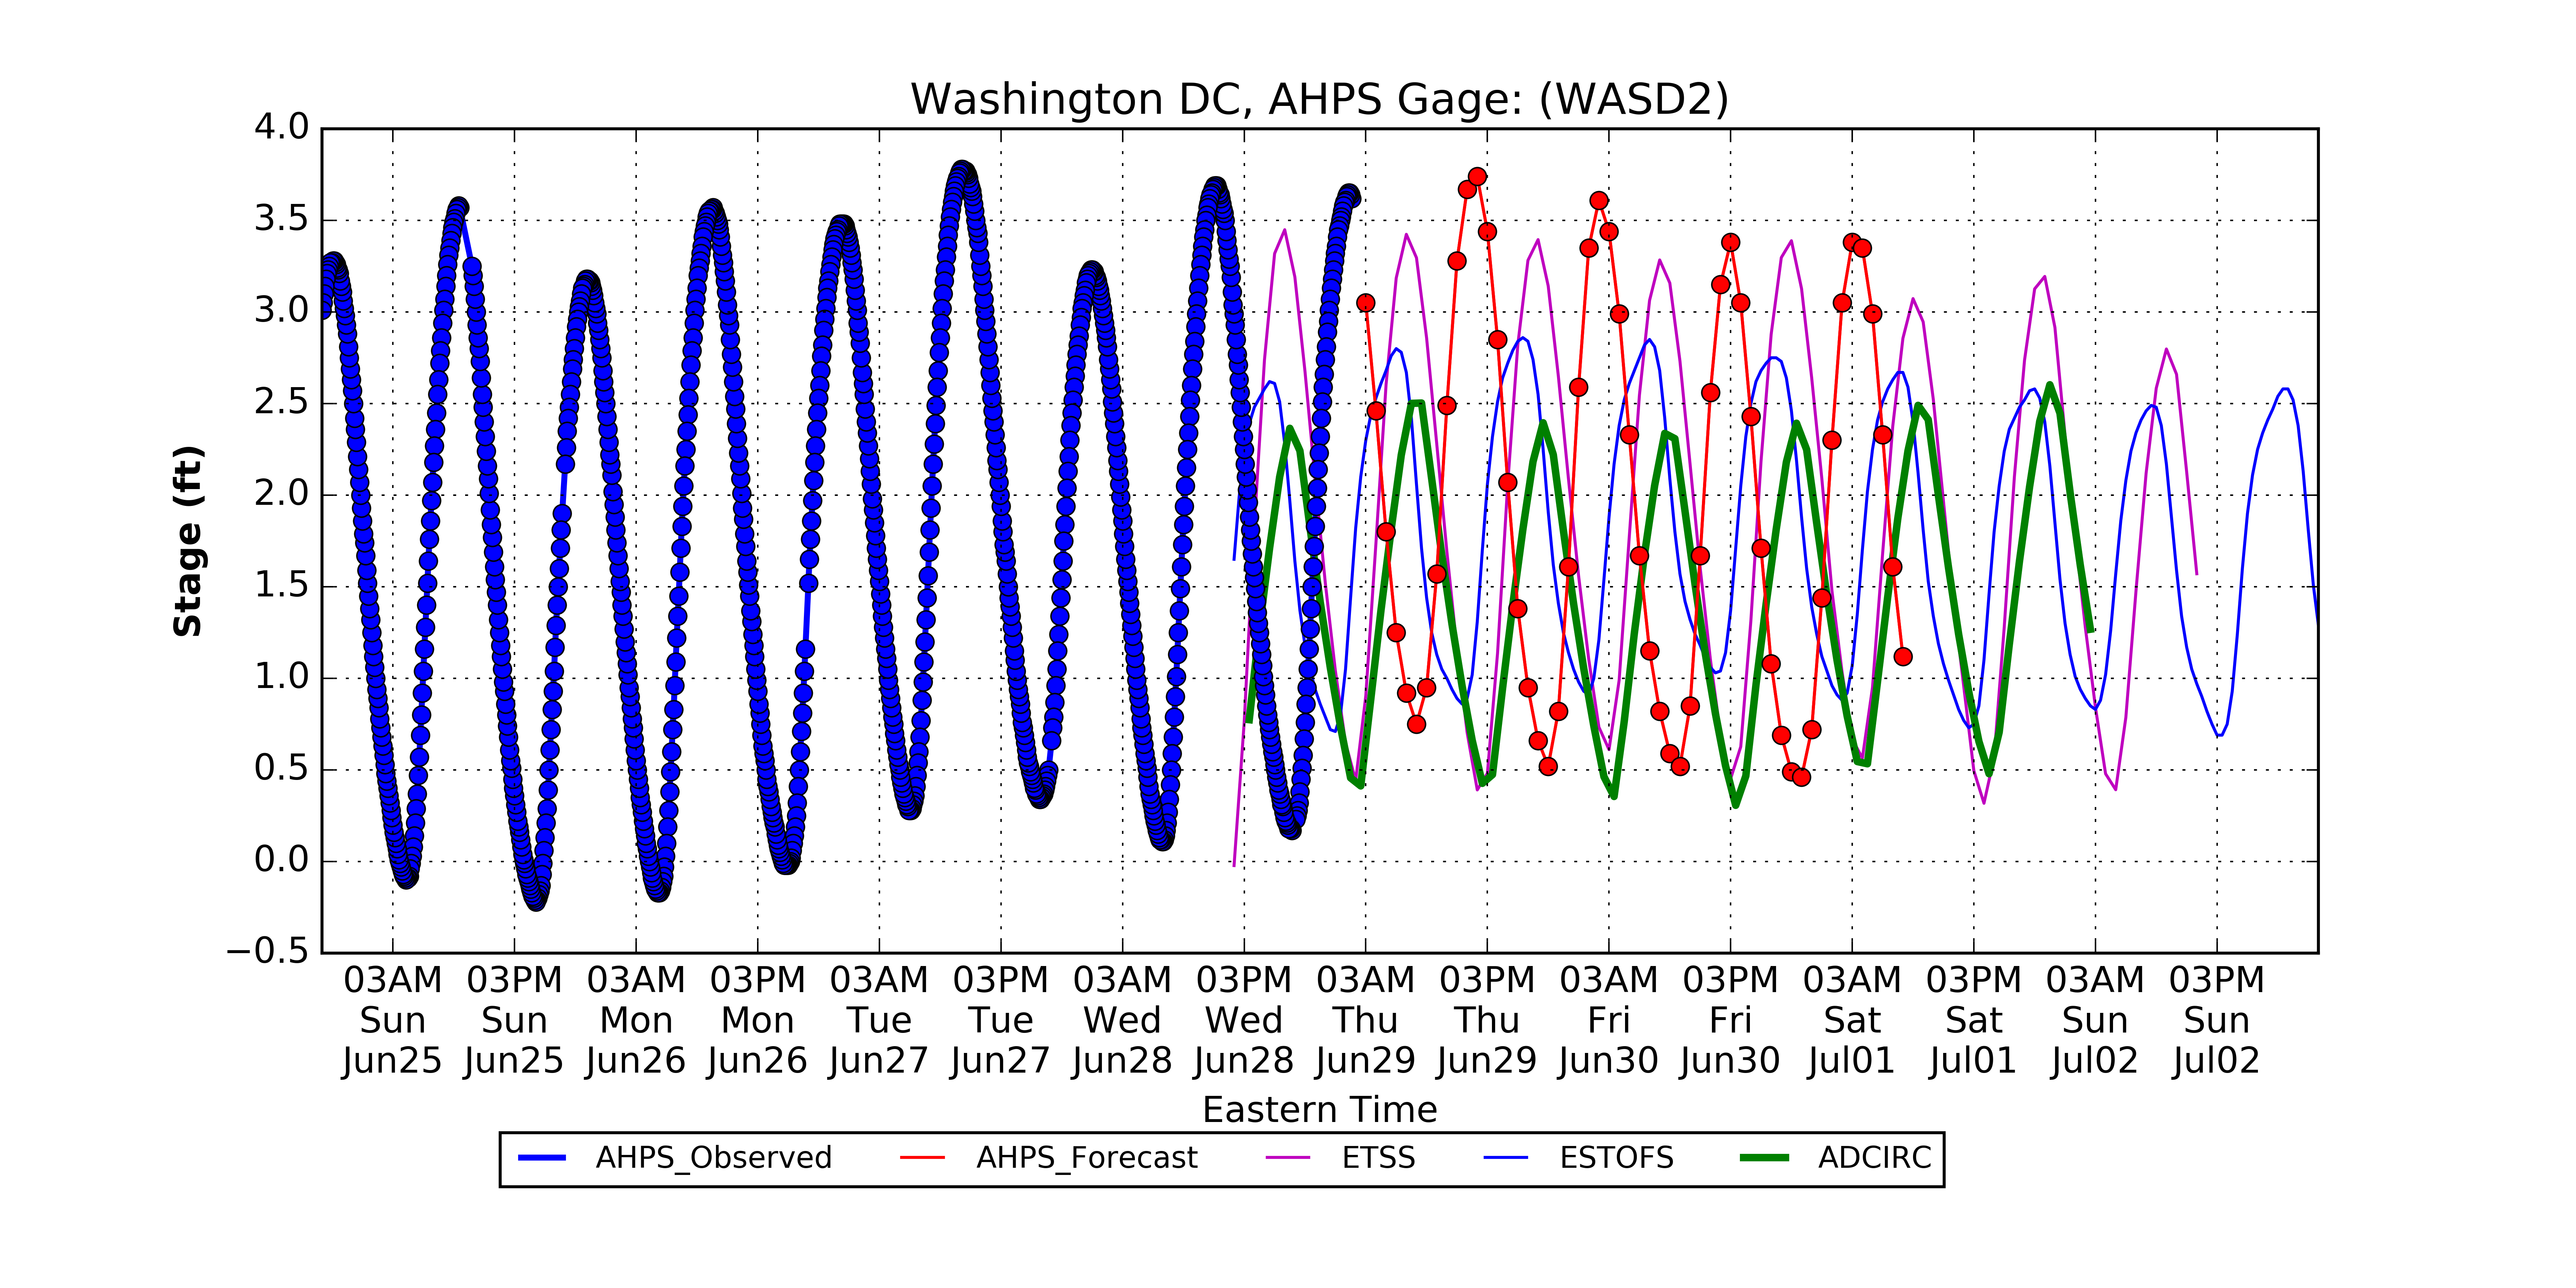 Washington DC, AHPS Gage: (WASD2)
4.0
3.5
3.0
2.5
2.0
1.5
1.0
0.5
0.0
−0.5
Stage (ft)
03AM 03PM 03AM 03PM 03AM 03PM 03AM 03PM 03AM 03PM 03AM 03PM 03AM 03PM 03AM 03PM
Sun Sun Mon Mon Tue Tue Wed Wed Thu Thu Fri Fri Sat Sat Sun Sun
Jun25 Jun25 Jun26 Jun26 Jun27 Jun27 Jun28 Jun28 Jun29 Jun29 Jun30 Jun30 Jul01 Jul01 Jul02 Jul02
Eastern Time
AHPS_Observed AHPS_Forecast ETSS ESTOFS ADCIRC